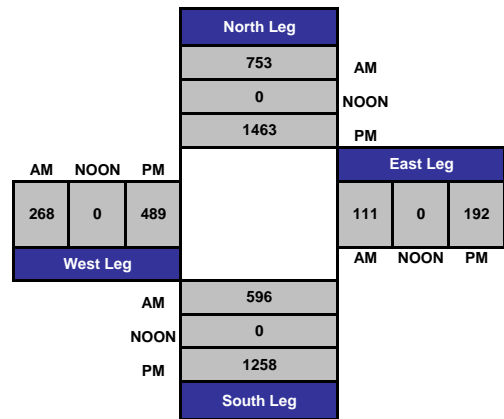 North Leg
753 AM
0 NOON
1463 PM
AM NOON PM
East Leg
268 0 489
111 0 192
West Leg
AM NOON PM
AM 596
NOON 0
PM 1258
South Leg